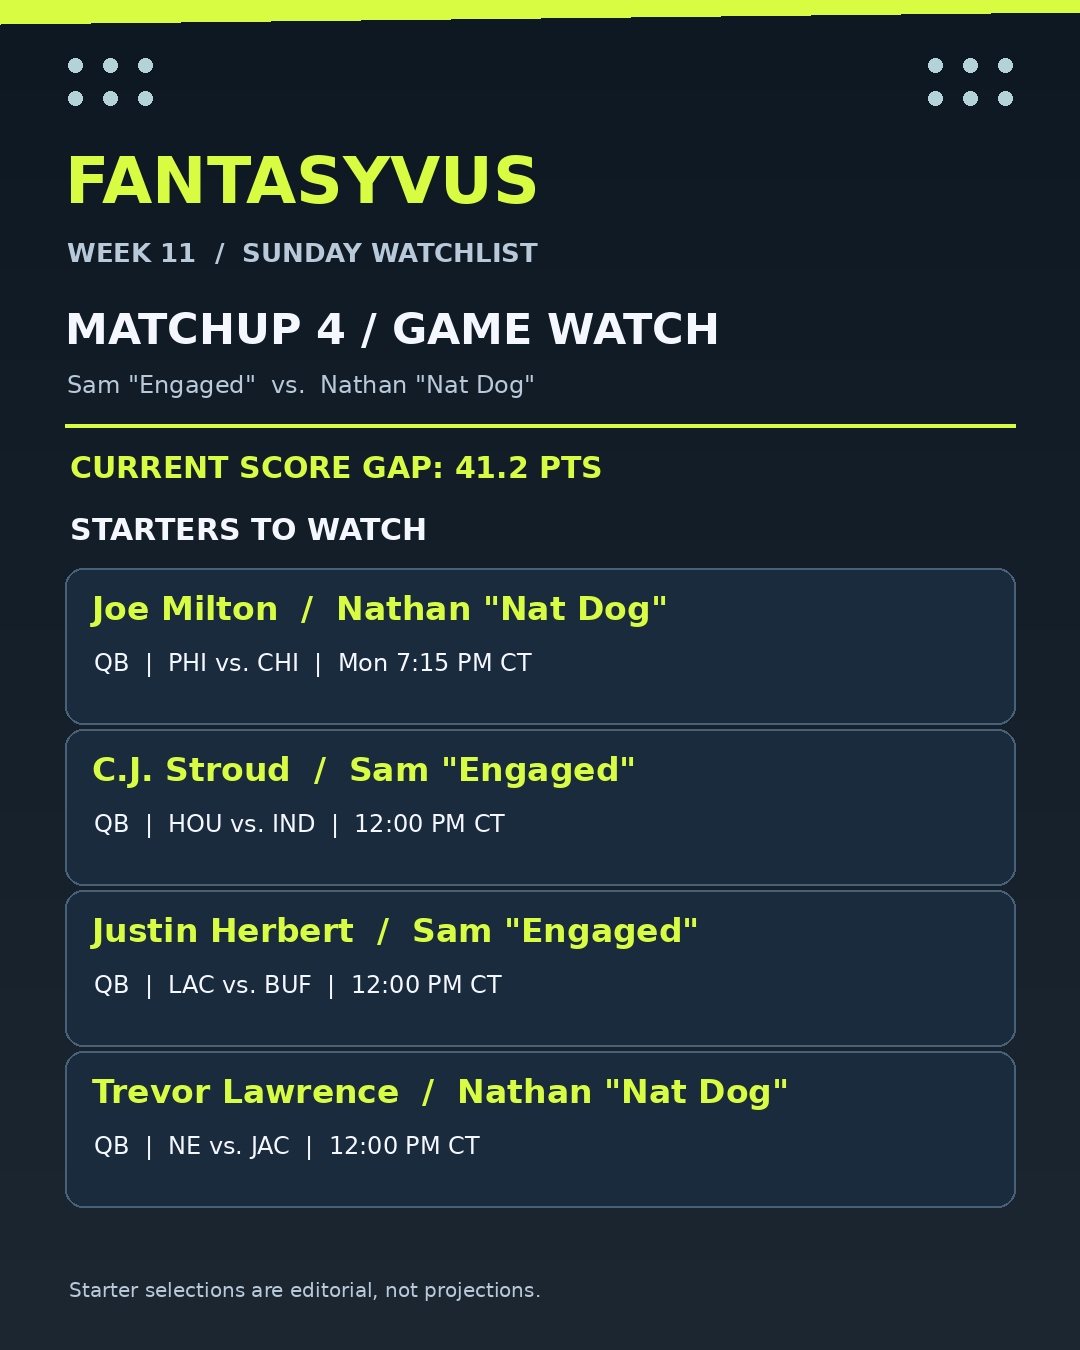 FANTASYVUS
WEEK 11 / SUNDAY WATCHLIST
MATCHUP 4 / GAME WATCH
Sam "Engaged" vs. Nathan "Nat Dog"
CURRENT SCORE GAP: 41.2 PTS
STARTERS TO WATCH
Joe Milton / Nathan "Nat Dog"
QB | PHI vs. CHI | Mon 7:15 PM CT
C.J. Stroud / Sam "Engaged"
QB | HOU vs. IND | 12:00 PM CT
Justin Herbert / Sam "Engaged"
QB | LAC vs. BUF | 12:00 PM CT
Trevor Lawrence / Nathan "Nat Dog"
QB | NE vs. JAC | 12:00 PM CT
Starter selections are editorial, not projections.